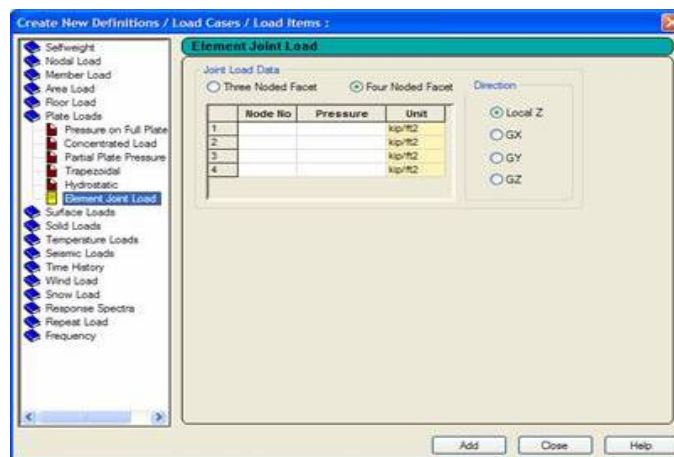 Create New Definitions / Load Cases / Load Items :
Selfweight
Nodal Load
Member Load
Area Load
Floor Load
Plate Loads
Pressure on Full Plate
Concentrated Load
Partial Plate Pressure
Trapezoidal
Hydrostatic
Element Joint Load
Surface Loads
Solid Loads
Temperature Loads
Seismic Loads
Time History
Wind Load
Snow Load
Response Spectra
Repeat Load
Frequency
Element Joint Load
Joint Load Data
Three Noded Facet Four Noded Facet
Node No Pressure Unit
1 kip/ft2
2 kip/ft2
3 kip/ft2
4 kip/ft2
Direction
Local Z
GX
GY
GZ
Add Close Help